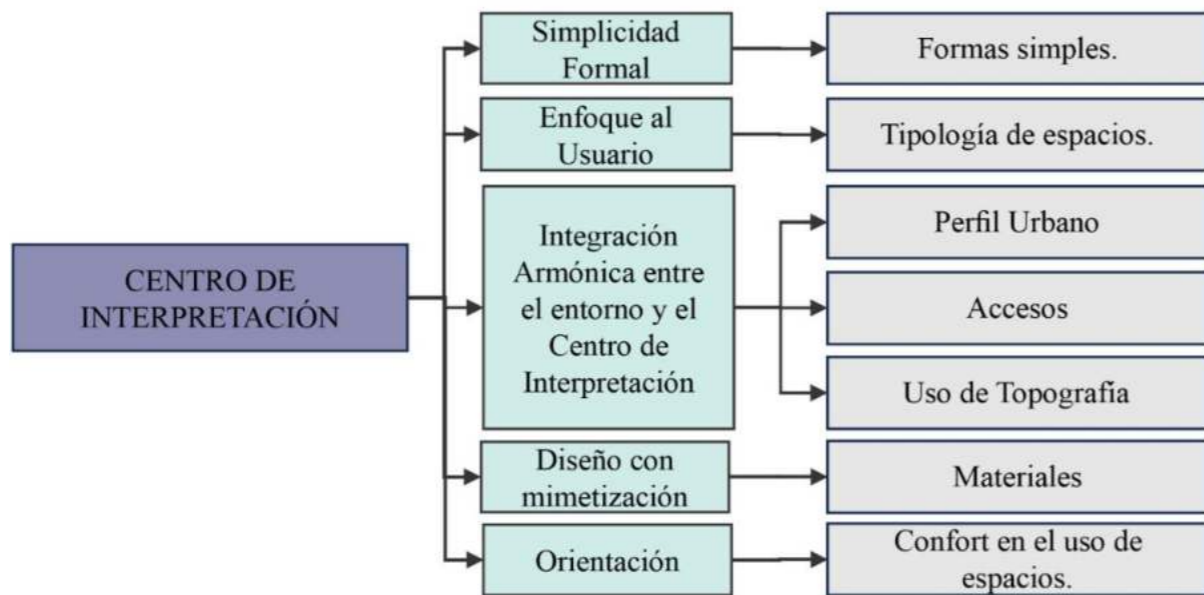 CENTRO DE
INTERPRETACIÓN
Simplicidad
Formal
Formas simples.
Enfoque al
Usuario
Tipología de espacios.
Integración
Armónica entre
el entorno y el
Centro de
Interpretación
Perfil Urbano
Accesos
Uso de Topografía
Diseño con
mimetización
Materiales
Orientación
Confort en el uso de
espacios.